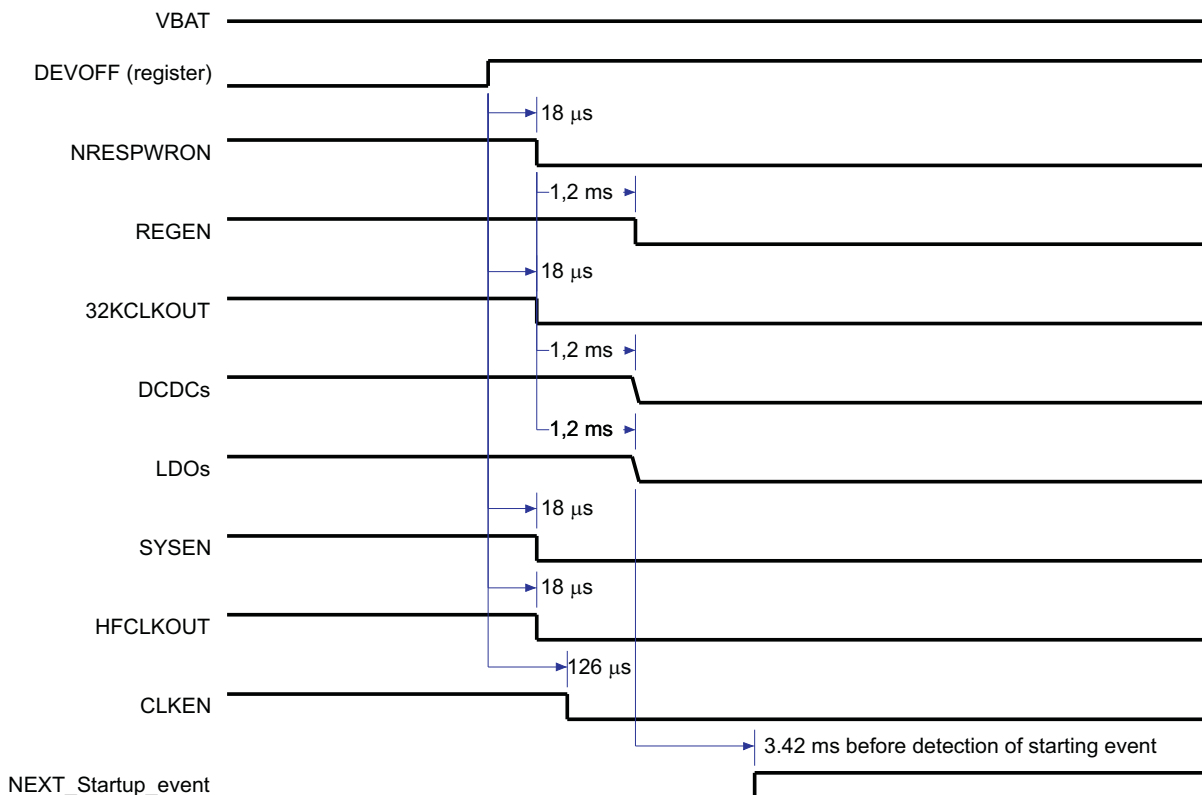 VBAT
DEVOFF (register)
18 μs
NRESPWRON
1,2 ms
REGEN
18 μs
32KCLKOUT
1,2 ms
DCDCs
1,2 ms
LDOs
18 μs
SYSEN
18 μs
HFCLKOUT
126 μs
CLKEN
3.42 ms before detection of starting event
NEXT_Startup_event